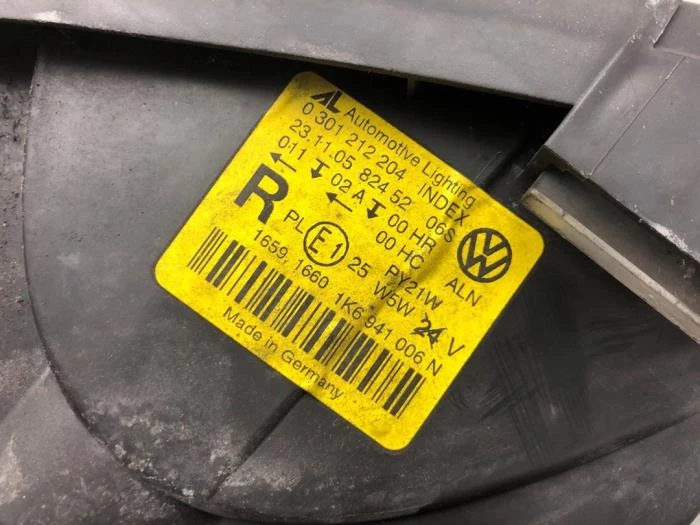 AL Automotive Lighting
0 301 212 204 INDEX
23.11.05 824 52 06S
011 02 A 00 HR ALN
R PL E1 25 00 HC PY21W
1659, 1660 W5W 24 V
1K6 941 006 N
Made in Germany